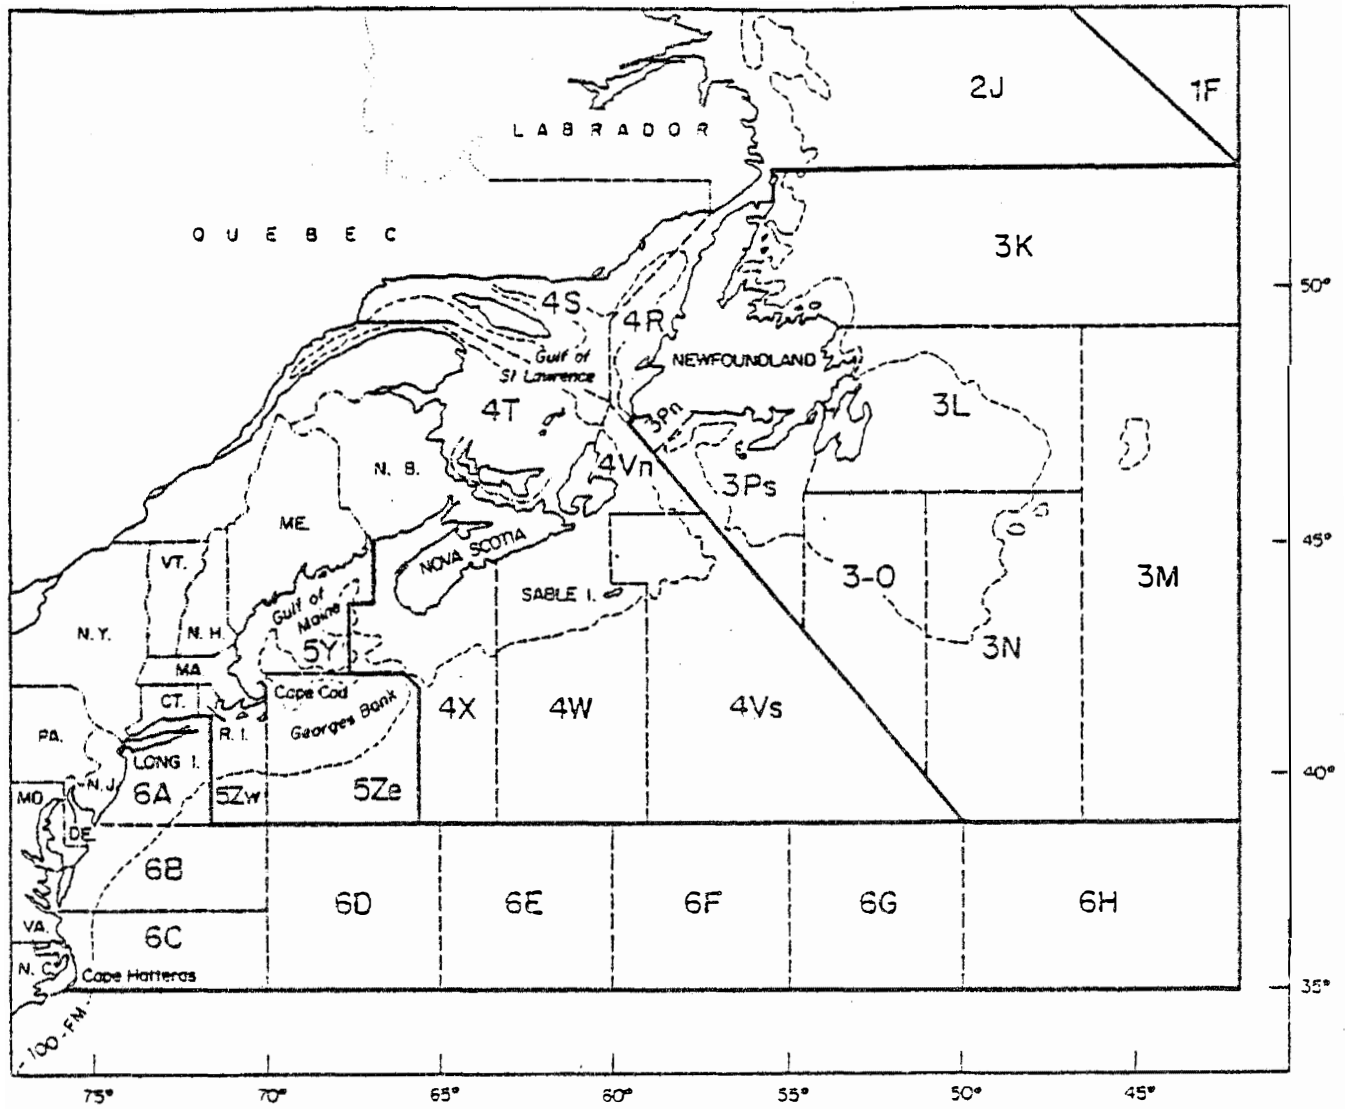 2J
1F
LABRADOR
QUEBEC
3K
50°
4S
4R
Gulf of
St Lawrence
NEWFOUNDLAND
4T
3Pn
3L
N. B.
4Vn
3Ps
ME.
NOVA SCOTIA
45°
VT.
3-O
3M
SABLE I.
Gulf of
Maine
N.Y.
N.H.
5Y
3N
MA
Cape Cod
CT.
Georges Bank
4X
4W
4Vs
R. I.
PA.
LONG I.
40°
N.J.
6A
5Zw
5Ze
MD.
DE.
6B
6D
6E
6F
6G
6H
VA.
6C
N. C.
Cape Hatteras
35°
100-FM
75°
70°
65°
60°
55°
50°
45°